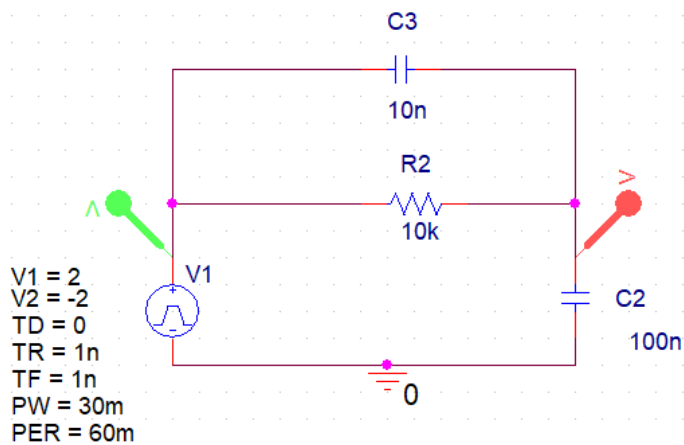 C3
10n
R2
10k
V
V
V1
V1 = 2
V2 = -2
TD = 0
TR = 1n
TF = 1n
PW = 30m
PER = 60m
+
-
C2
100n
0